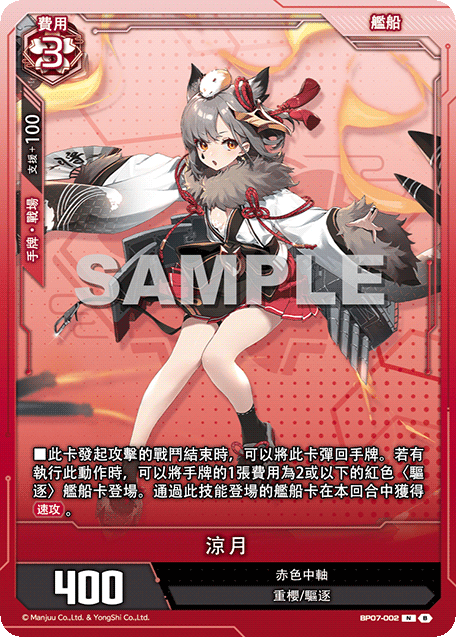 費用
艦船
3
支援+100
手牌・戰場
SAMPLE
■此卡發起攻擊的戰鬥結束時，可以將此卡彈回手牌。若有
執行此動作時，可以將手牌的1張費用為2或以下的紅色〈驅
逐〉艦船卡登場。通過此技能登場的艦船卡在本回合中獲得
速攻。
涼月
400
赤色中軸
重櫻/驅逐
© Manjuu Co.,Ltd. & YongShi Co.,Ltd.
BP07-002 N B